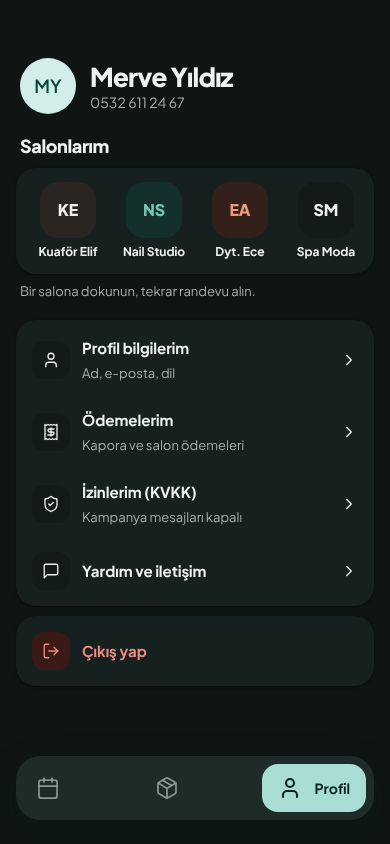 MY
Merve Yıldız
0532 611 24 67
Salonlarım
KE NS EA SM
Kuaför Elif Nail Studio Dyt. Ece Spa Moda
Bir salona dokunun, tekrar randevu alın.
Profil bilgilerim
Ad, e-posta, dil
Ödemelerim
Kapora ve salon ödemeleri
İzinlerim (KVKK)
Kampanya mesajları kapalı
Yardım ve iletişim
Çıkış yap
Profil